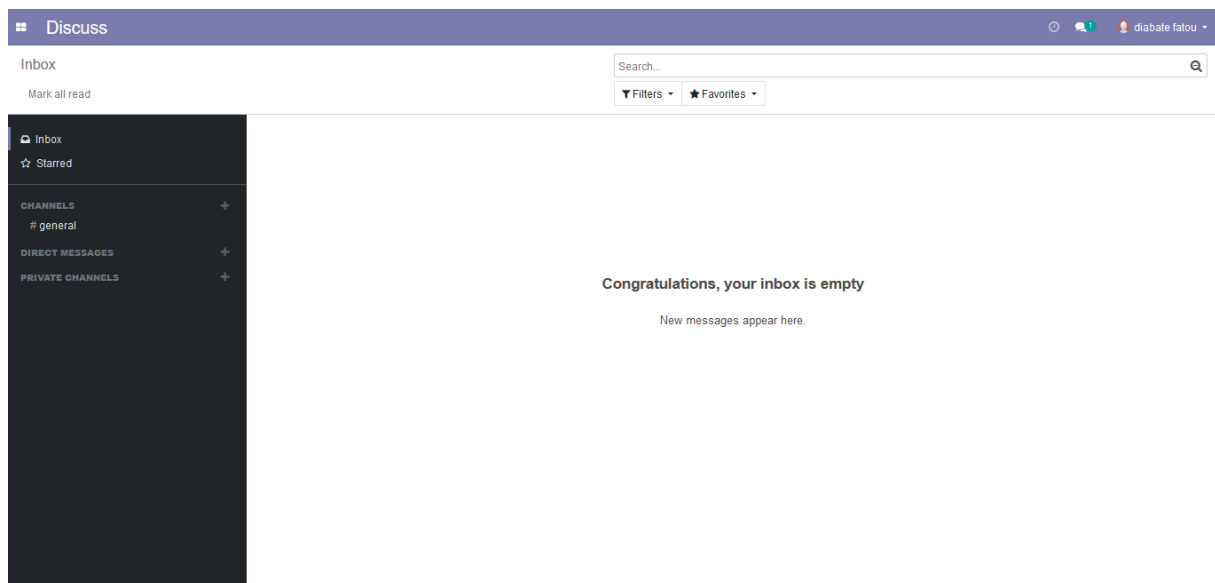 Discuss
1
diabate fatou
Inbox
Search...
Mark all read
Filters
Favorites
Inbox
Starred
CHANNELS
# general
DIRECT MESSAGES
PRIVATE CHANNELS
Congratulations, your inbox is empty
New messages appear here.